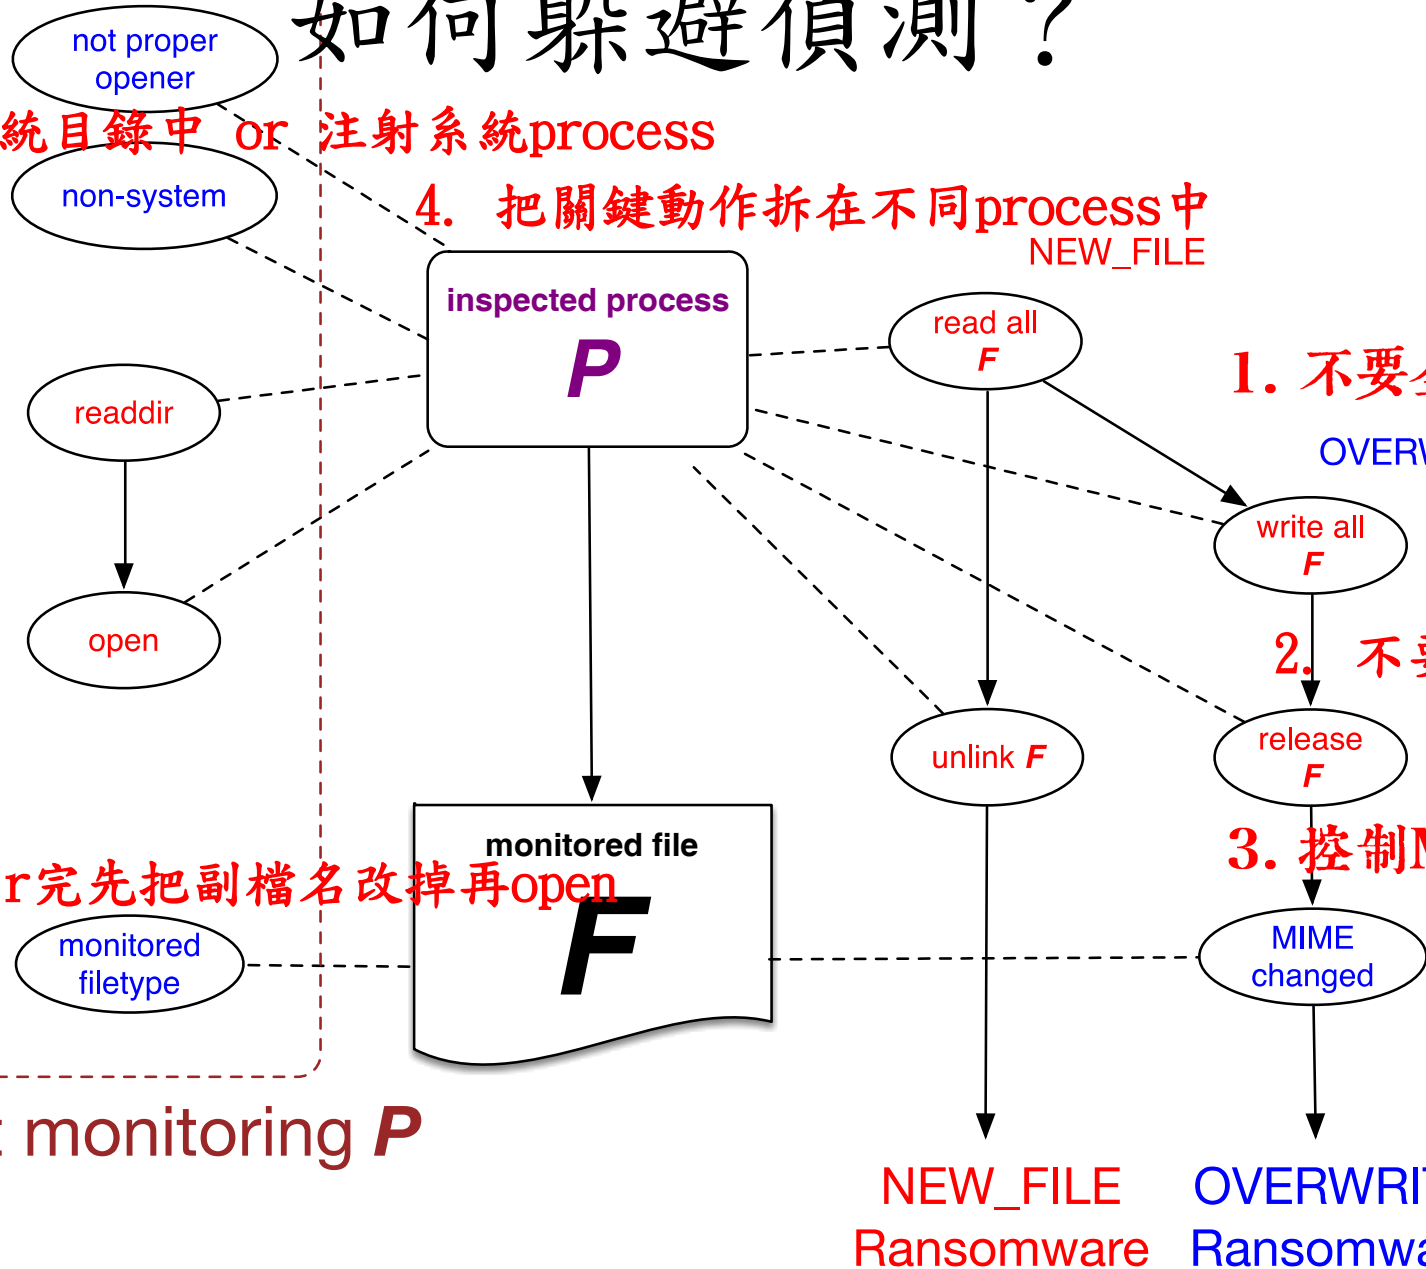 如何躲避偵測？
not proper
opener
統目錄中 or 注射系統process
non-system
4. 把關鍵動作拆在不同process中
NEW_FILE
inspected process
P
read all
F
1. 不要
readdir
OVERW
write all
F
open
2. 不要
release
F
unlink F
monitored file
F
3. 控制M
r完先把副檔名改掉再open
monitored
filetype
MIME
changed
t monitoring P
NEW_FILE
Ransomware
OVERWRIT
Ransomwa